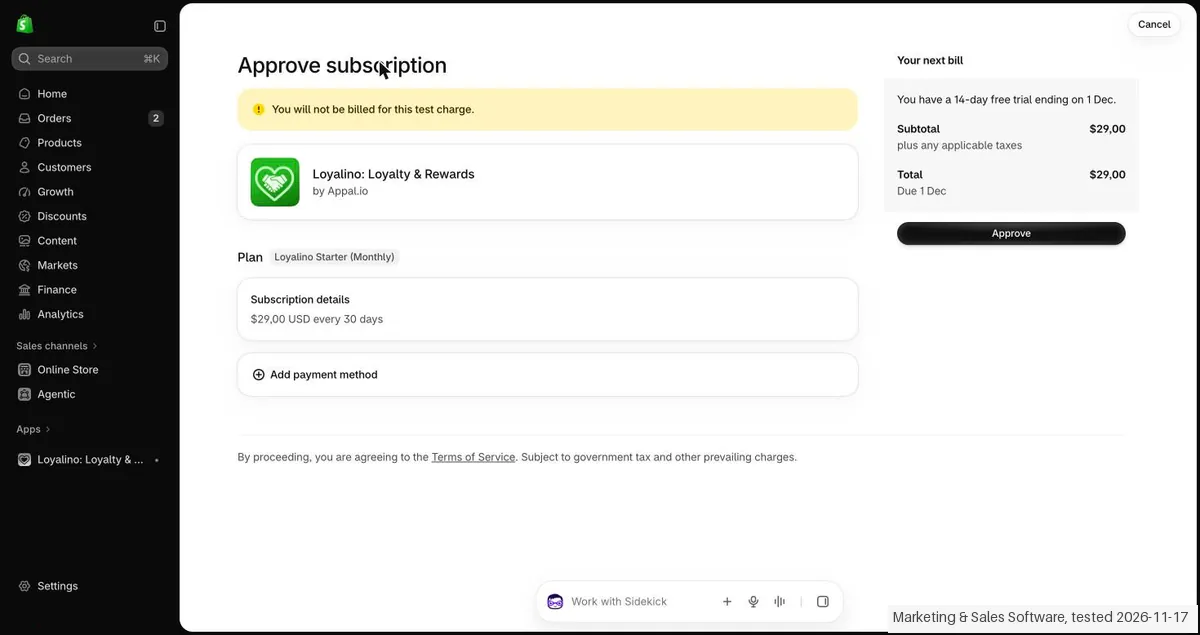 Search ⌘K
Home
Orders 2
Products
Customers
Growth
Discounts
Content
Markets
Finance
Analytics
Sales channels
Online Store
Agentic
Apps
Loyalino: Loyalty & ...
Settings
Cancel
Approve subscription
You will not be billed for this test charge.
Loyalino: Loyalty & Rewards
by Appal.io
Plan Loyalino Starter (Monthly)
Subscription details
$29,00 USD every 30 days
Add payment method
By proceeding, you are agreeing to the Terms of Service. Subject to government tax and other prevailing charges.
Your next bill
You have a 14-day free trial ending on 1 Dec.
Subtotal $29,00
plus any applicable taxes
Total $29,00
Due 1 Dec
Approve
Work with Sidekick
Marketing & Sales Software, tested 2026-11-17